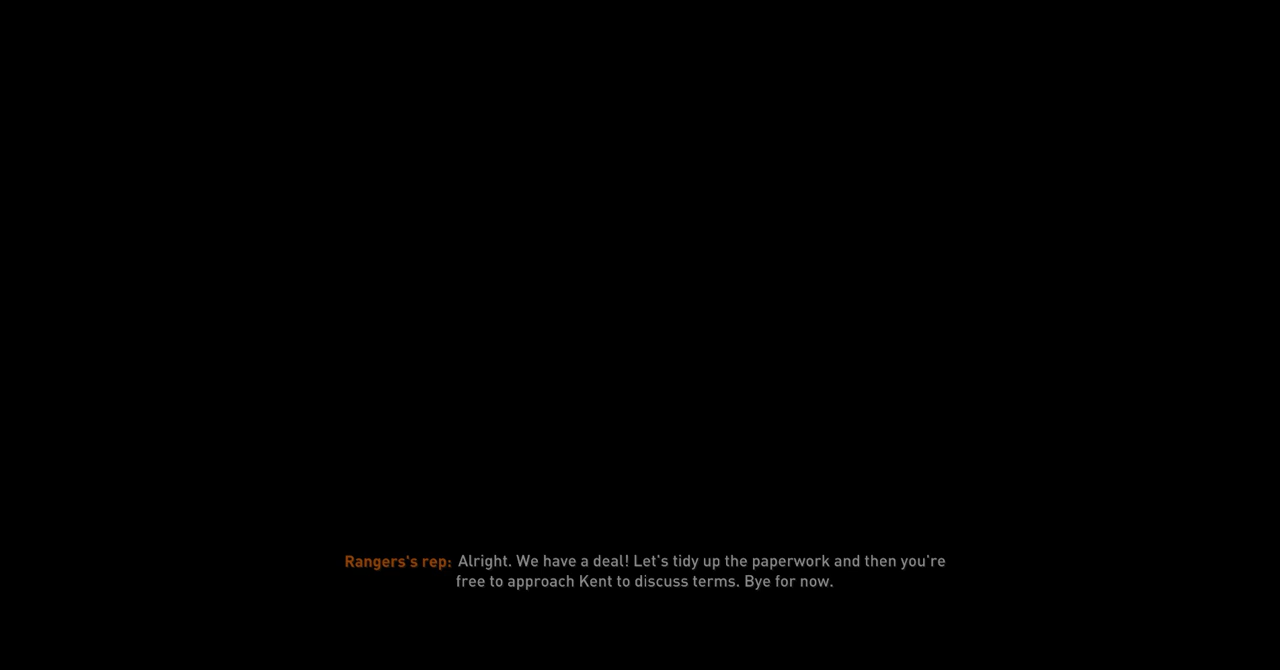 Rangers's rep: Alright. We have a deal! Let's tidy up the paperwork and then you're
free to approach Kent to discuss terms. Bye for now.